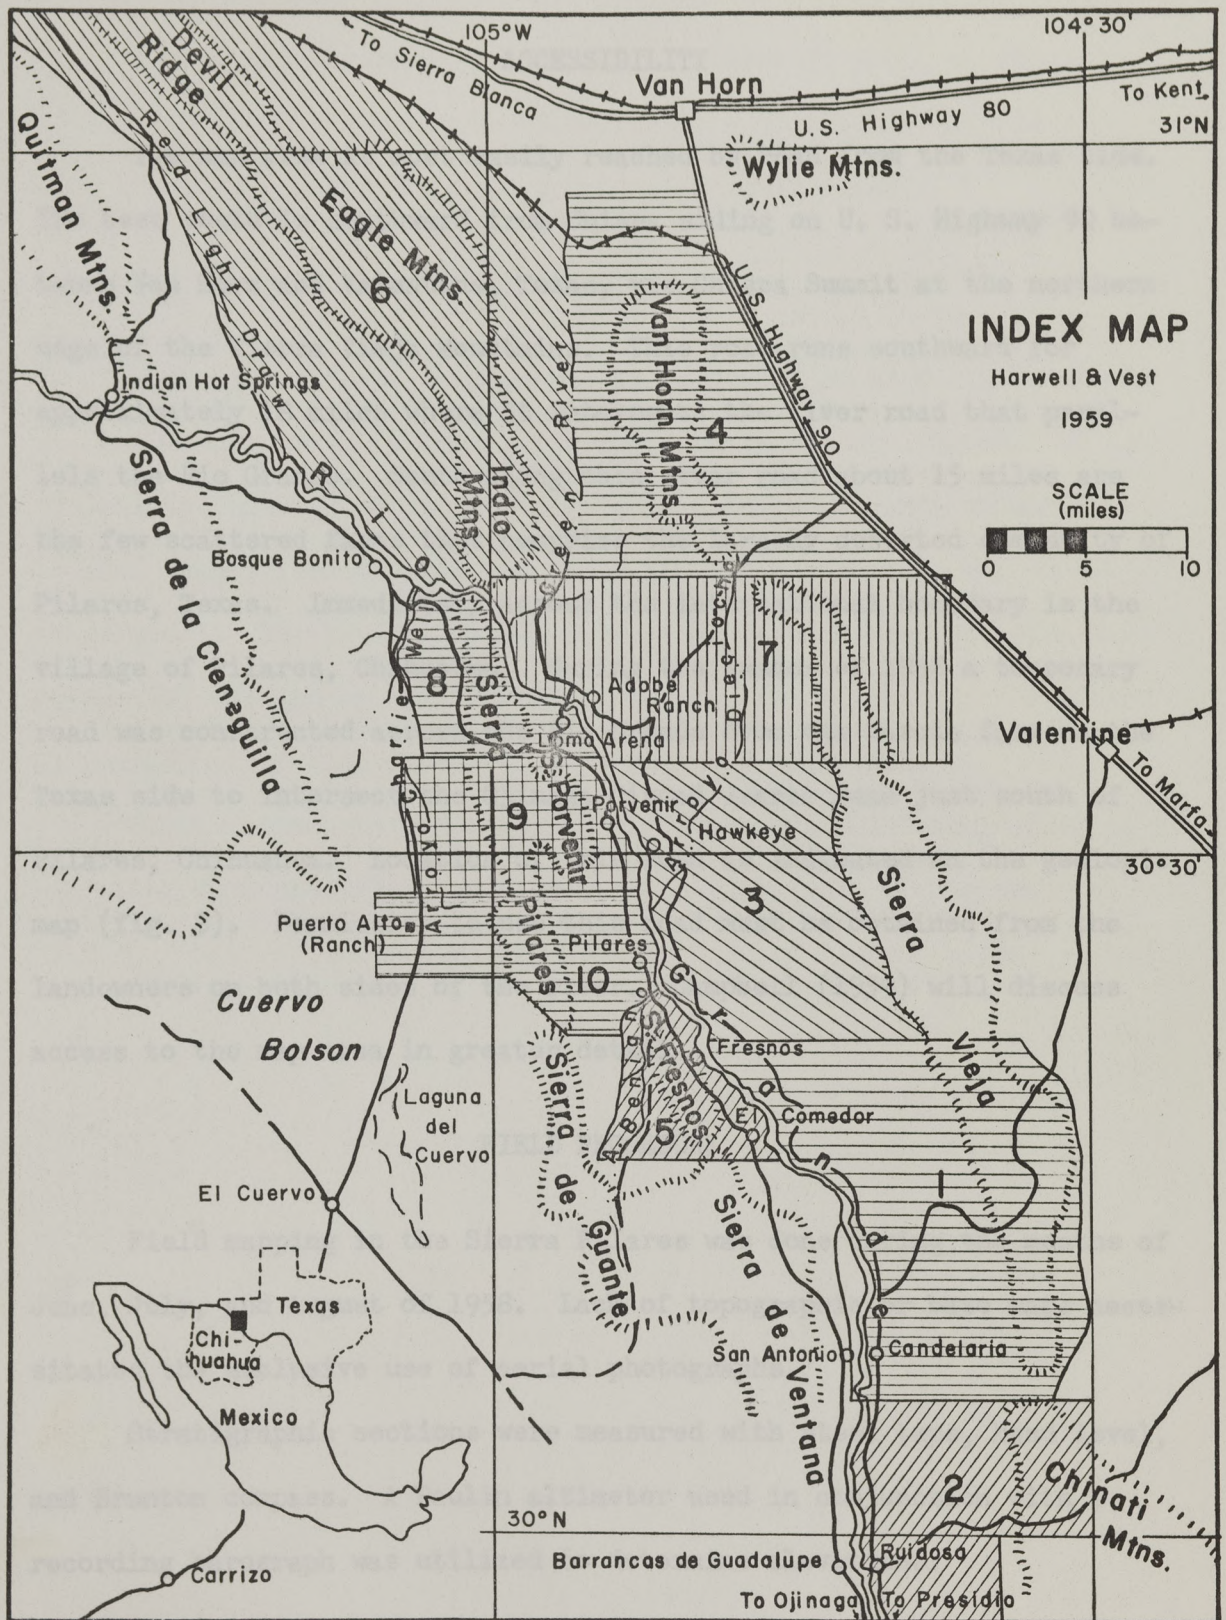 105°W
104°30'
To Sierra Blanca
Van Horn
To Kent
U.S. Highway 80
31°N
Devil Ridge
Quitman Mtns.
Red Light Draw
Wylie Mtns.
Eagle Mtns.
6
Van Horn Mtns.
4
U.S. Highway 90
INDEX MAP
Harwell & Vest
1959
SCALE
(miles)
0 5 10
Indian Hot Springs
Green River
Indio Mtns
Sierra de la Cieneguilla
Rio
Bosque Bonito
7
8
Sierra
Adobe Ranch
Loma Arena
Valentine
To Marfa
S. Porvenir
9
Porvenir
Hawkeye
30°30'
Arroyo Charlie We
3
Sierra
Vieja
Puerto Alto
(Ranch)
Pilares
Pilares
10
Cuervo
Bolson
Grande
Fresnos
S. Fresnos
5
El Comedor
Laguna
del
Cuervo
1
El Cuervo
Sierra de Guante
Sierra de Ventana
Texas
Chi-
huahua
Mexico
San Antonio
Candelaria
2
Chinati
Mtns.
30°N
Barrancas de Guadalupe
Ruidosa
Carrizo
To Ojinaga
To Presidio